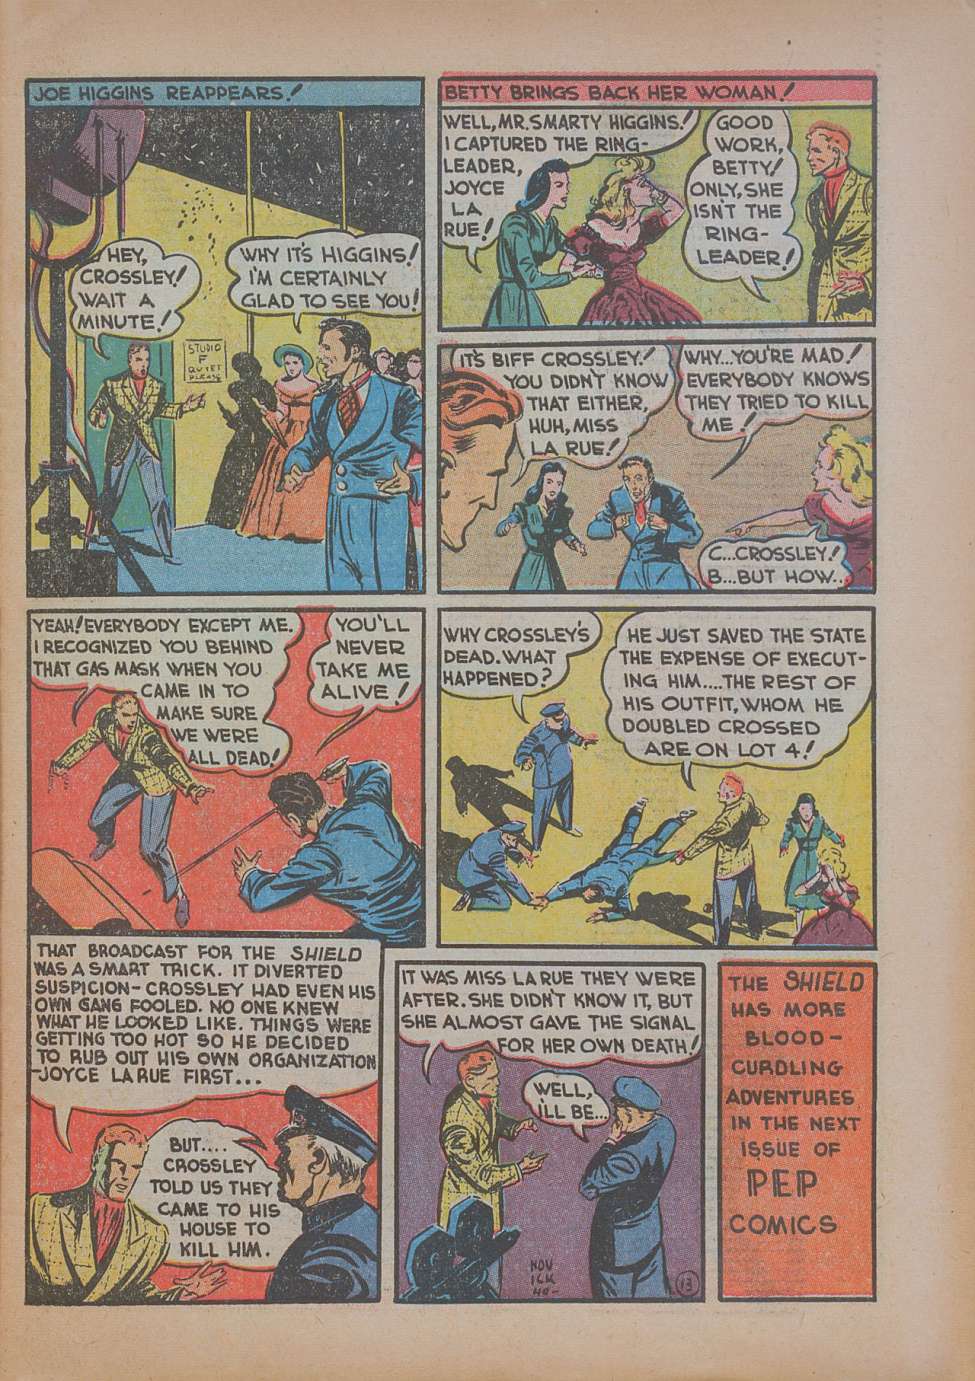 JOE HIGGINS REAPPEARS!
HEY,
CROSSLEY!
WAIT A
MINUTE!
WHY IT'S HIGGINS!
I'M CERTAINLY
GLAD TO SEE YOU!
STUDIO
F
QUIET
PLEASE
BETTY BRINGS BACK HER WOMAN!
WELL, MR. SMARTY HIGGINS!
I CAPTURED THE RING-
LEADER,
JOYCE
LA
RUE!
GOOD
WORK,
BETTY!
ONLY, SHE
ISN'T THE
RING-
LEADER!
IT'S BIFF CROSSLEY!
YOU DIDN'T KNOW
THAT EITHER,
HUH, MISS
LA RUE!
WHY...YOU'RE MAD!
EVERYBODY KNOWS
THEY TRIED TO KILL
ME!
C...CROSSLEY!
B...BUT HOW..
YEAH! EVERYBODY EXCEPT ME.
I RECOGNIZED YOU BEHIND
THAT GAS MASK WHEN YOU
CAME IN TO
MAKE SURE
WE WERE
ALL DEAD!
YOU'LL
NEVER
TAKE ME
ALIVE!
WHY CROSSLEY'S
DEAD. WHAT
HAPPENED?
HE JUST SAVED THE STATE
THE EXPENSE OF EXECUT-
ING HIM....THE REST OF
HIS OUTFIT, WHOM HE
DOUBLED CROSSED
ARE ON LOT 4!
THAT BROADCAST FOR THE SHIELD
WAS A SMART TRICK. IT DIVERTED
SUSPICION- CROSSLEY HAD EVEN HIS
OWN GANG FOOLED. NO ONE KNEW
WHAT HE LOOKED LIKE. THINGS WERE
GETTING TOO HOT SO HE DECIDED
TO RUB OUT HIS OWN ORGANIZATION
-JOYCE LA RUE FIRST...
BUT....
CROSSLEY
TOLD US THEY
CAME TO HIS
HOUSE TO
KILL HIM.
IT WAS MISS LA RUE THEY WERE
AFTER. SHE DIDN'T KNOW IT, BUT
SHE ALMOST GAVE THE SIGNAL
FOR HER OWN DEATH!
WELL,
I'LL BE...
NOV
ICK
40-
13
THE SHIELD
HAS MORE
BLOOD-
CURDLING
ADVENTURES
IN THE NEXT
ISSUE OF
PEP
COMICS